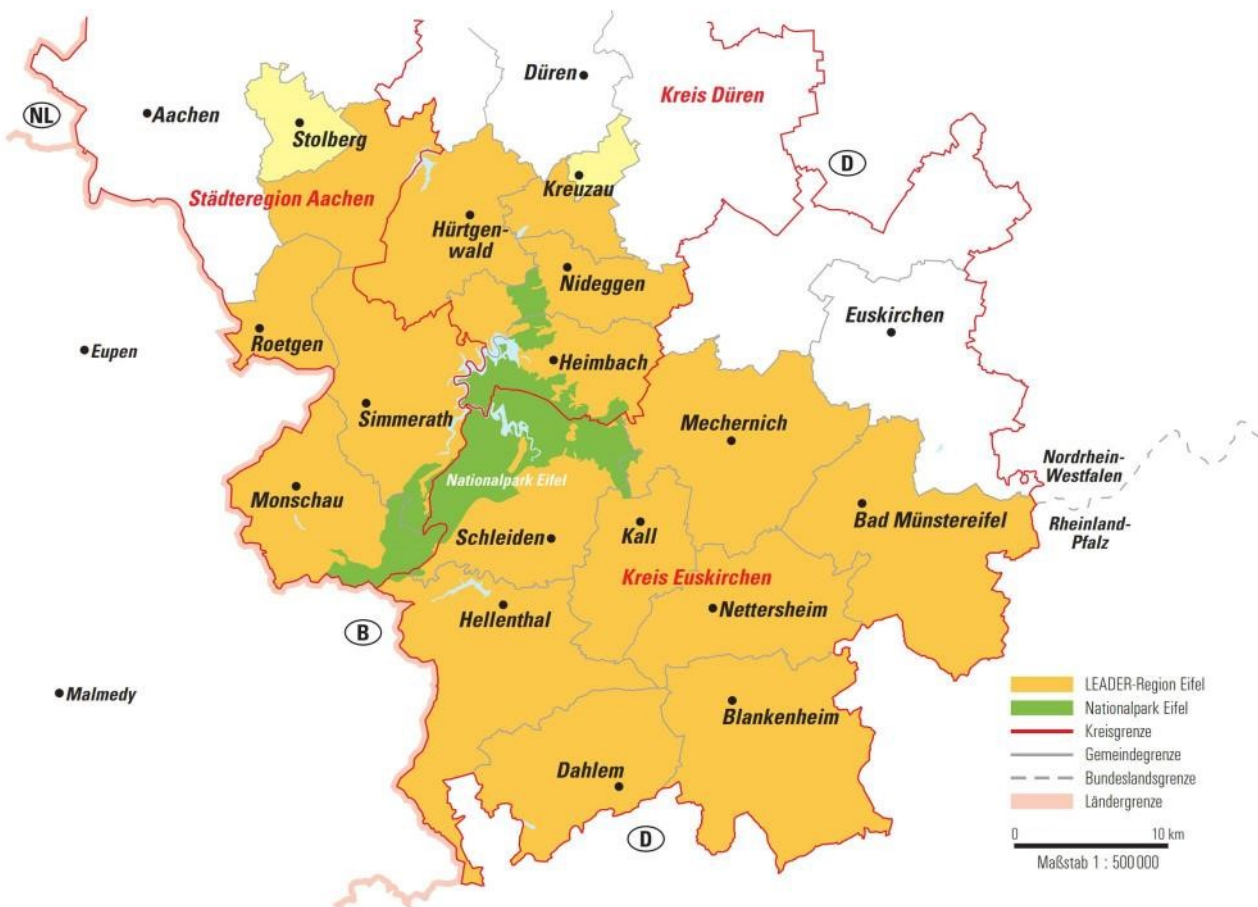 Düren
Kreis Düren
NL
Aachen
Stolberg
D
Kreuzau
Städteregion Aachen
Hürtgen-
wald
Nideggen
Euskirchen
Roetgen
Eupen
Heimbach
Simmerath
Mechernich
Nordrhein-
Westfalen
Nationalpark Eifel
Monschau
Bad Münstereifel
Rheinland-
Pfalz
Schleiden
Kall
Kreis Euskirchen
Hellenthal
Nettersheim
B
Malmedy
Blankenheim
Dahlem
D
LEADER-Region Eifel
Nationalpark Eifel
Kreisgrenze
Gemeindegrenze
Bundeslandsgrenze
Ländergrenze
0 10 km
Maßstab 1 : 500 000